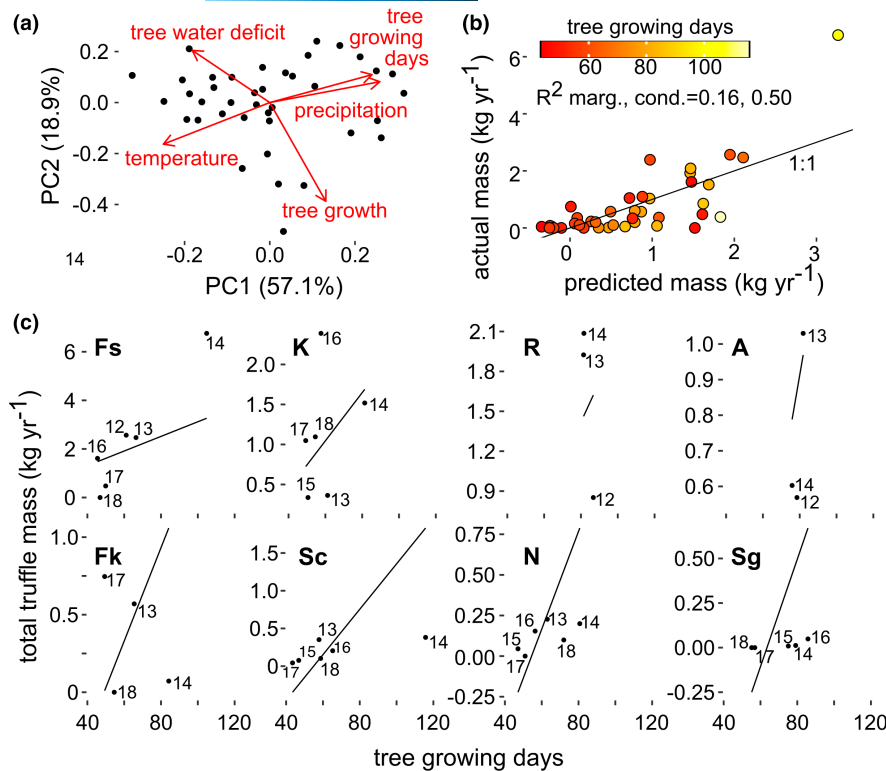 (a)
tree water deficit
tree
growing
days
precipitation
temperature
tree growth
0.2
0.0
-0.2
-0.4
PC2 (18.9%)
14
-0.2 0.0 0.2
PC1 (57.1%)
(b)
tree growing days
60 80 100
R² marg., cond.=0.16, 0.50
1:1
6
4
2
0
actual mass (kg yr⁻¹)
0 1 2 3
predicted mass (kg yr⁻¹)
(c)
total truffle mass (kg yr⁻¹)
Fs
6
4
2
0
14
12 13
16
17
18
K
2.0
1.5
1.0
0.5
16
14
17 18
15
13
R
2.1
1.8
1.5
1.2
0.9
14
13
12
A
1.0
0.9
0.8
0.7
0.6
13
14
12
Fk
1.0
0.5
0
17
13
18
14
40 80 120
Sc
1.5
1.0
0.5
0
13
14
15 16
17 18
40 80 120
N
0.75
0.50
0.25
0.00
-0.25
16 13 14
15
17 18
40 80 120
Sg
0.50
0.25
0.00
-0.25
18 17 15 14 16
40 80 120
tree growing days